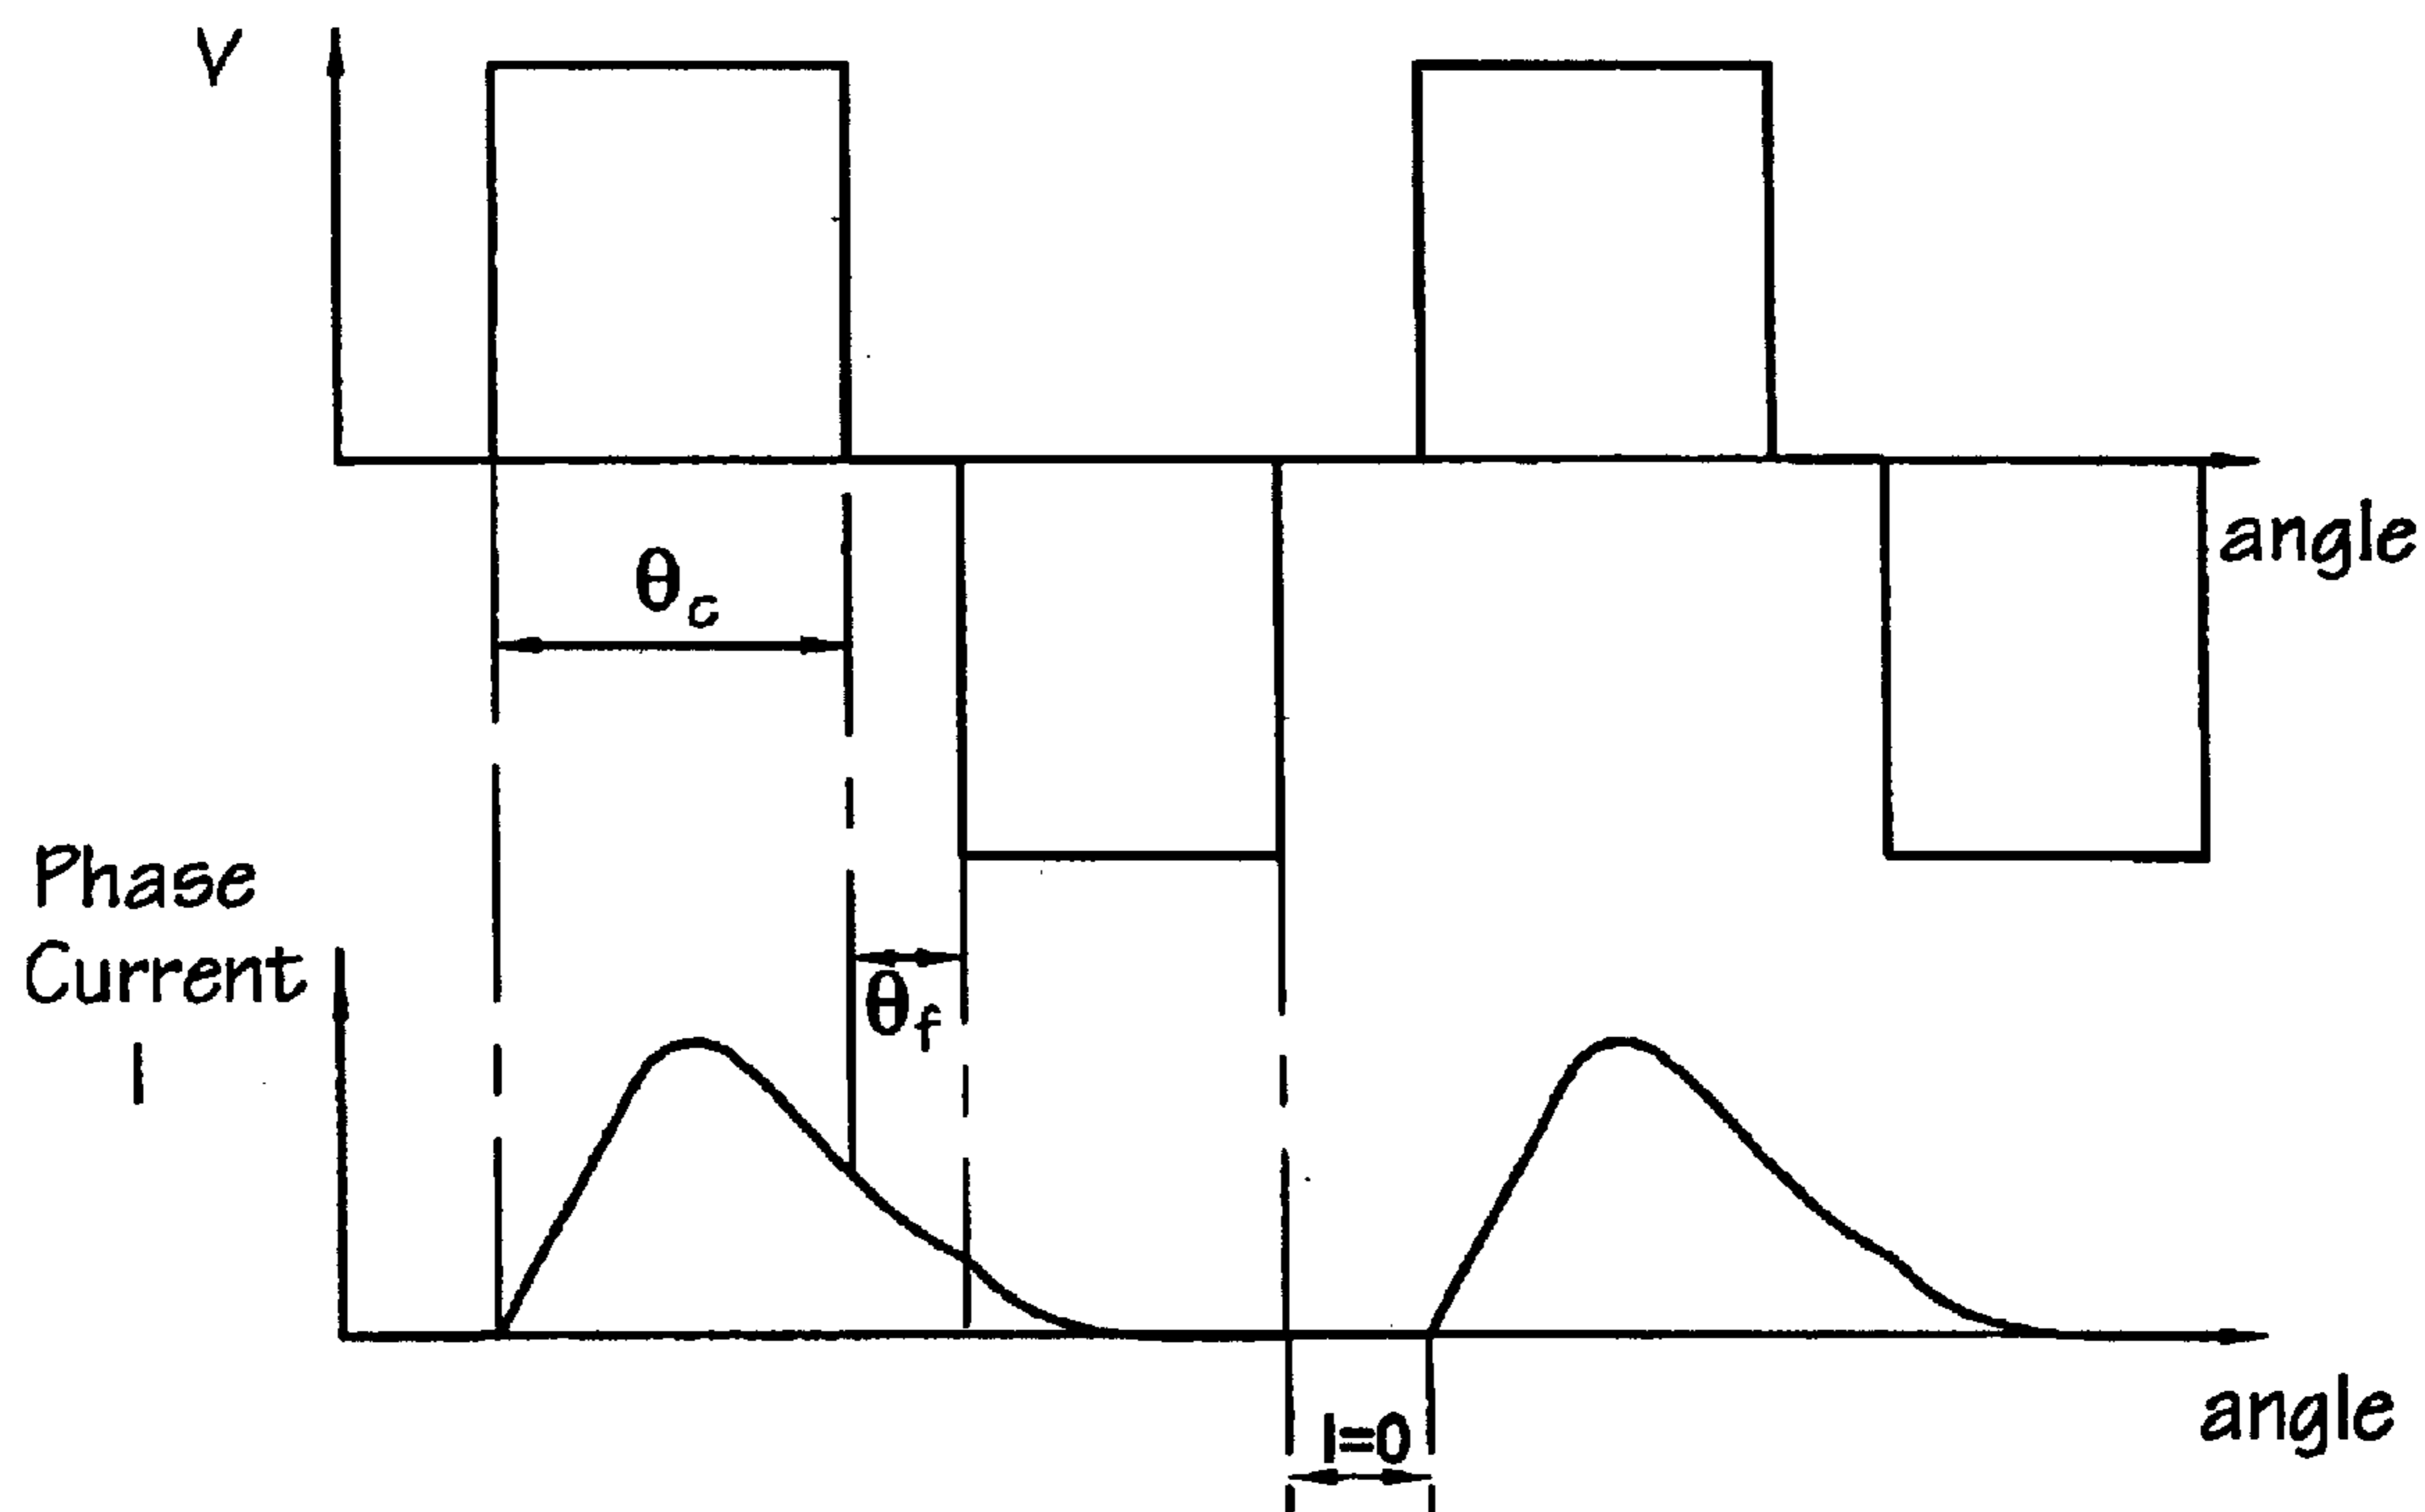 V
angle
θc
Phase
Current
I
θf
I=0
angle